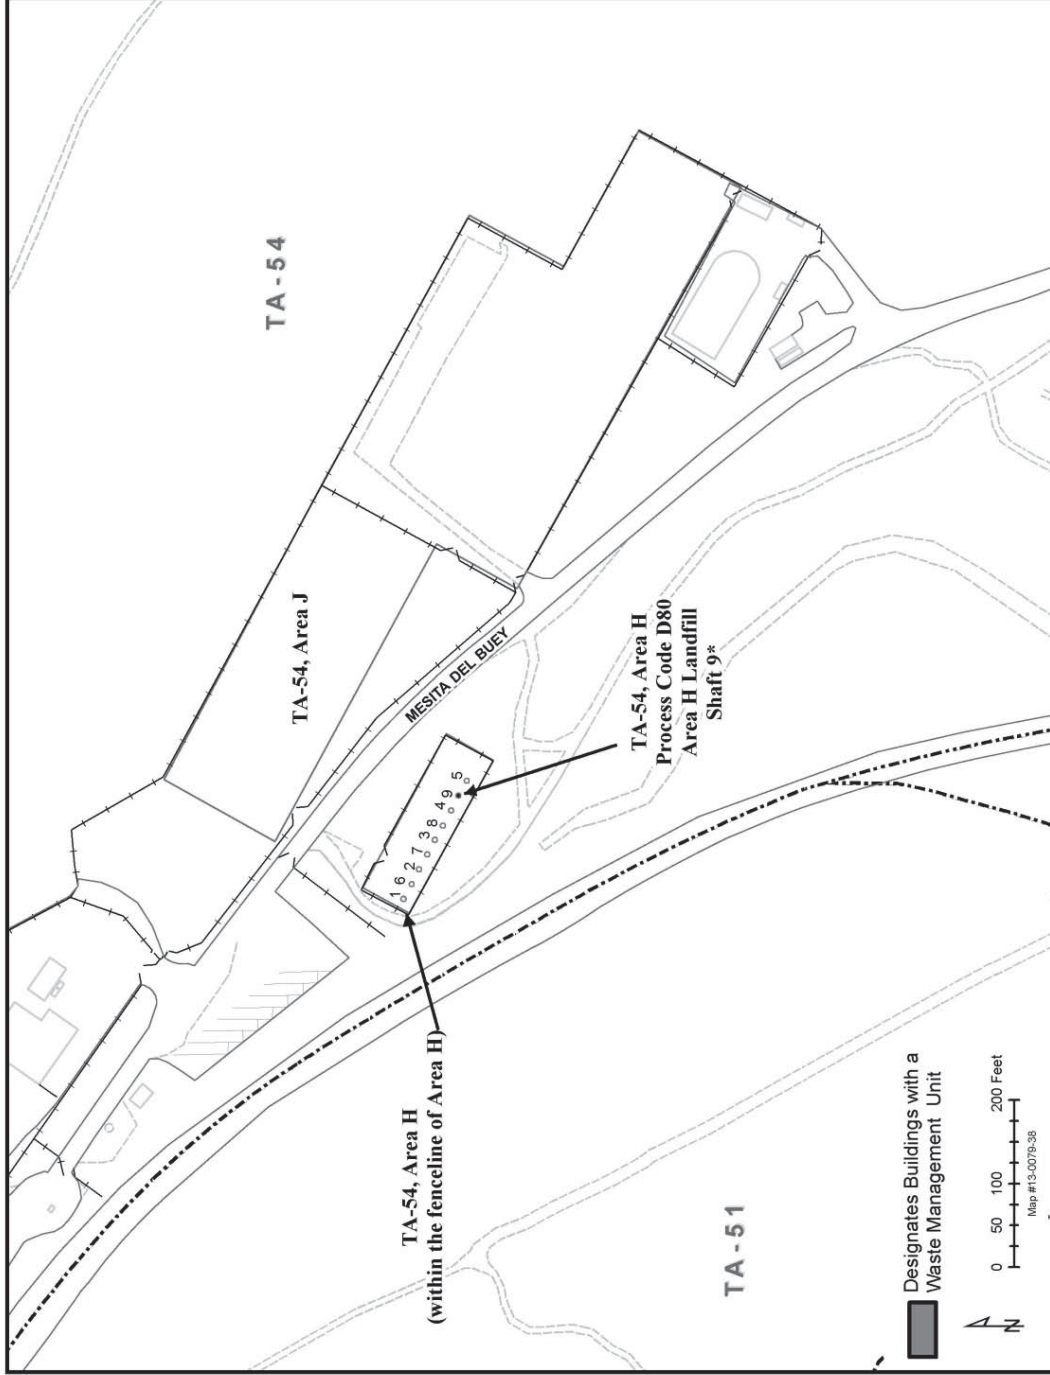 TA-54
TA-54, Area J
MESITA DEL BUEY
TA-54, Area H
Process Code D80
Area H Landfill
Shaft 9*
1 6 2 7 3 8 4 9 5
TA-54, Area H
(within the fenceline of Area H)
TA-51
Designates Buildings with a
Waste Management Unit
0 50 100 200 Feet
Map #13-0079-38
N